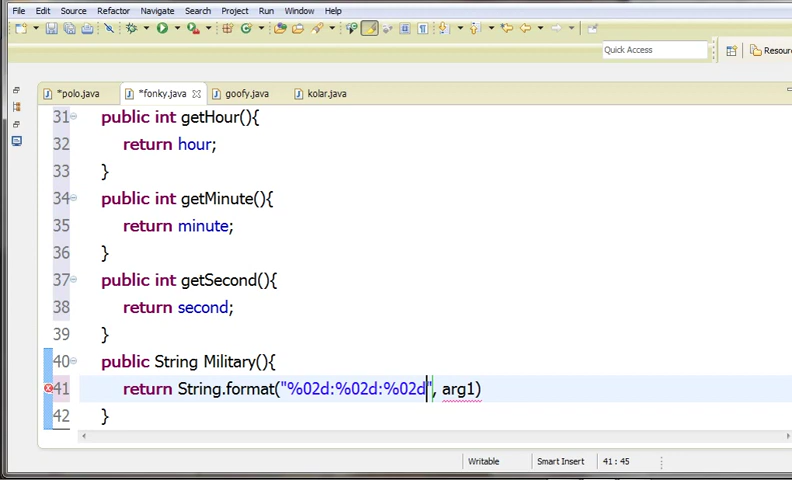 File Edit Source Refactor Navigate Search Project Run Window Help
Quick Access Resour
*polo.java *fonky.java goofy.java kolar.java
31 public int getHour(){
32 return hour;
33 }
34 public int getMinute(){
35 return minute;
36 }
37 public int getSecond(){
38 return second;
39 }
40 public String Military(){
41 return String.format("%02d:%02d:%02d", arg1)
42 }
Writable Smart Insert 41 : 45